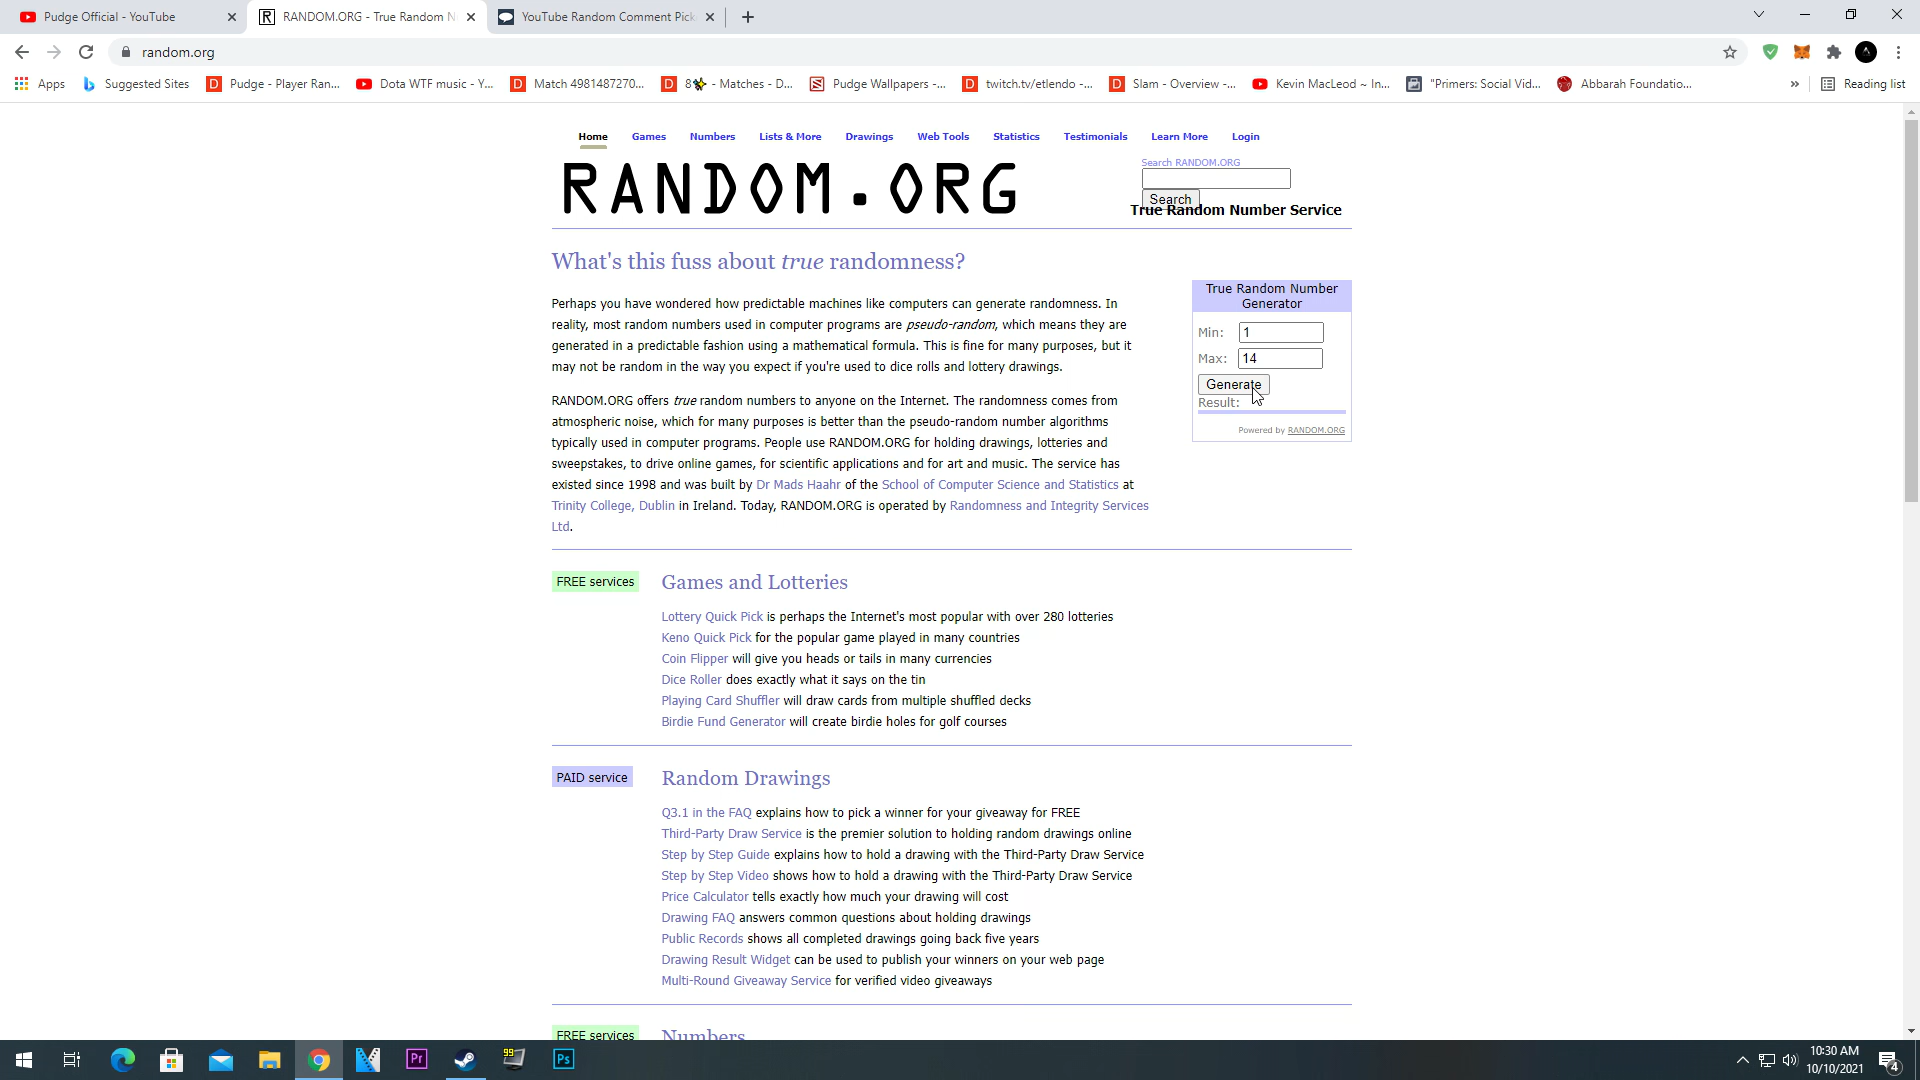 Pudge Official - YouTube
RANDOM.ORG - True Random N
YouTube Random Comment Pick
random.org
Apps
Suggested Sites
Pudge - Player Ran...
Dota WTF music - Y...
Match 4981487270...
8 - Matches - D...
Pudge Wallpapers -...
twitch.tv/etlendo -...
Slam - Overview -...
Kevin MacLeod ~ In...
"Primers: Social Vid...
Abbarah Foundatio...
»
Reading list
Home Games Numbers Lists & More Drawings Web Tools Statistics Testimonials Learn More Login
RANDOM.ORG
Search RANDOM.ORG
Search
True Random Number Service
What's this fuss about true randomness?
Perhaps you have wondered how predictable machines like computers can generate randomness. In
reality, most random numbers used in computer programs are pseudo-random, which means they are
generated in a predictable fashion using a mathematical formula. This is fine for many purposes, but it
may not be random in the way you expect if you're used to dice rolls and lottery drawings.
RANDOM.ORG offers true random numbers to anyone on the Internet. The randomness comes from
atmospheric noise, which for many purposes is better than the pseudo-random number algorithms
typically used in computer programs. People use RANDOM.ORG for holding drawings, lotteries and
sweepstakes, to drive online games, for scientific applications and for art and music. The service has
existed since 1998 and was built by Dr Mads Haahr of the School of Computer Science and Statistics at
Trinity College, Dublin in Ireland. Today, RANDOM.ORG is operated by Randomness and Integrity Services
Ltd.
True Random Number
Generator
Min: 1
Max: 14
Generate
Result:
Powered by RANDOM.ORG
FREE services
Games and Lotteries
Lottery Quick Pick is perhaps the Internet's most popular with over 280 lotteries
Keno Quick Pick for the popular game played in many countries
Coin Flipper will give you heads or tails in many currencies
Dice Roller does exactly what it says on the tin
Playing Card Shuffler will draw cards from multiple shuffled decks
Birdie Fund Generator will create birdie holes for golf courses
PAID service
Random Drawings
Q3.1 in the FAQ explains how to pick a winner for your giveaway for FREE
Third-Party Draw Service is the premier solution to holding random drawings online
Step by Step Guide explains how to hold a drawing with the Third-Party Draw Service
Step by Step Video shows how to hold a drawing with the Third-Party Draw Service
Price Calculator tells exactly how much your drawing will cost
Drawing FAQ answers common questions about holding drawings
Public Records shows all completed drawings going back five years
Drawing Result Widget can be used to publish your winners on your web page
Multi-Round Giveaway Service for verified video giveaways
FREE services
Numbers
99
Pr
Ps
10:30 AM
10/10/2021
4